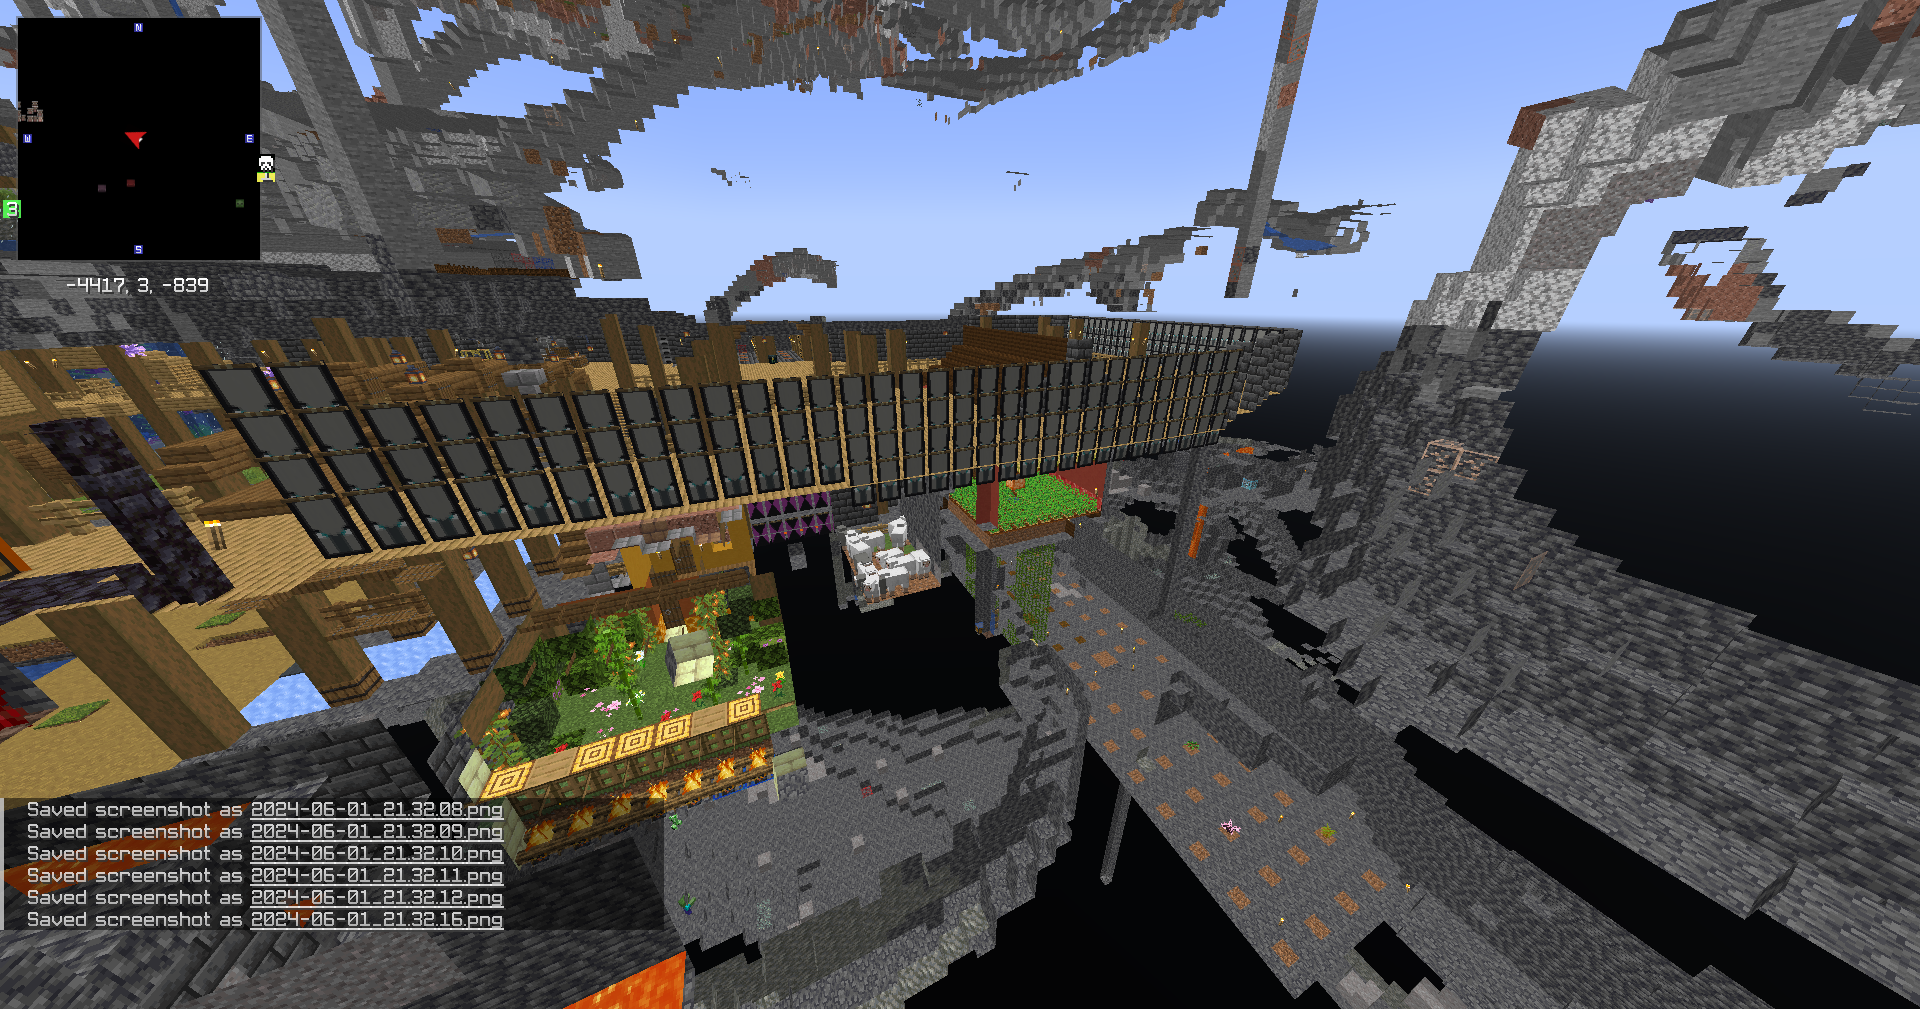 N
W
E
3
S
-4417, 3, -839
Saved screenshot as 2024-06-01_21.32.08.png
Saved screenshot as 2024-06-01_21.32.09.png
Saved screenshot as 2024-06-01_21.32.10.png
Saved screenshot as 2024-06-01_21.32.11.png
Saved screenshot as 2024-06-01_21.32.12.png
Saved screenshot as 2024-06-01_21.32.16.png